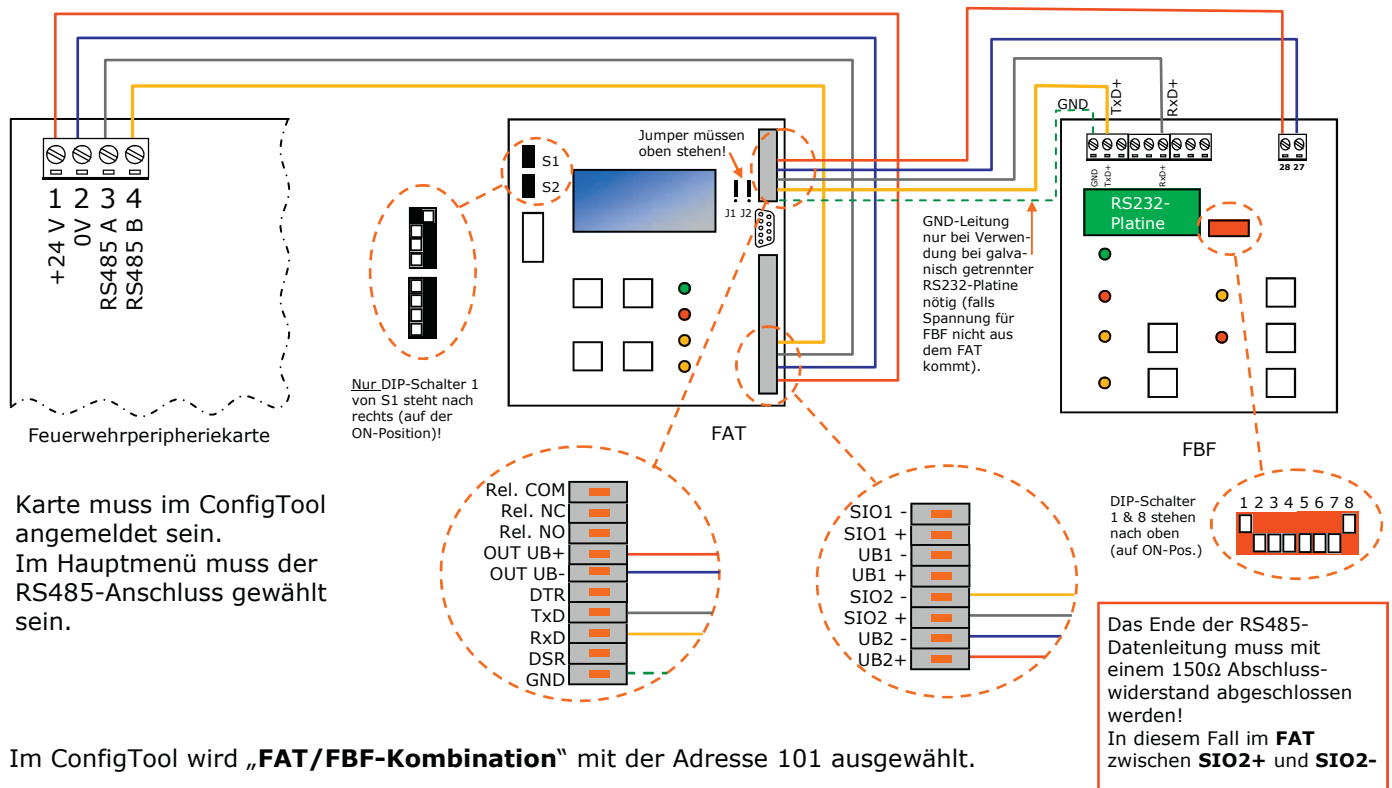 GND
TxD+
RxD+
Jumper müssen
oben stehen!
S1
S2
J1 J2
1 2 3 4
+24 V
0V
RS485 A
RS485 B
28 27
GND
TxD+
RxD+
RS232-
Platine
GND-Leitung
nur bei Verwen-
dung bei galva-
nisch getrennter
RS232-Platine
nötig (falls
Spannung für
FBF nicht aus
dem FAT
kommt).
Nur DIP-Schalter 1
von S1 steht nach
rechts (auf der
ON-Position)!
Feuerwehrperipheriekarte
FAT
FBF
Karte muss im ConfigTool
angemeldet sein.
Im Hauptmenü muss der
RS485-Anschluss gewählt
sein.
Rel. COM
Rel. NC
Rel. NO
OUT UB+
OUT UB-
DTR
TxD
RxD
DSR
GND
SIO1 -
SIO1 +
UB1 -
UB1 +
SIO2 -
SIO2 +
UB2 -
UB2+
DIP-Schalter
1 & 8 stehen
nach oben
(auf ON-Pos.)
1 2 3 4 5 6 7 8
Das Ende der RS485-
Datenleitung muss mit
einem 150Ω Abschluss-
widerstand abgeschlossen
werden!
In diesem Fall im FAT
zwischen SIO2+ und SIO2-
Im ConfigTool wird „FAT/FBF-Kombination“ mit der Adresse 101 ausgewählt.